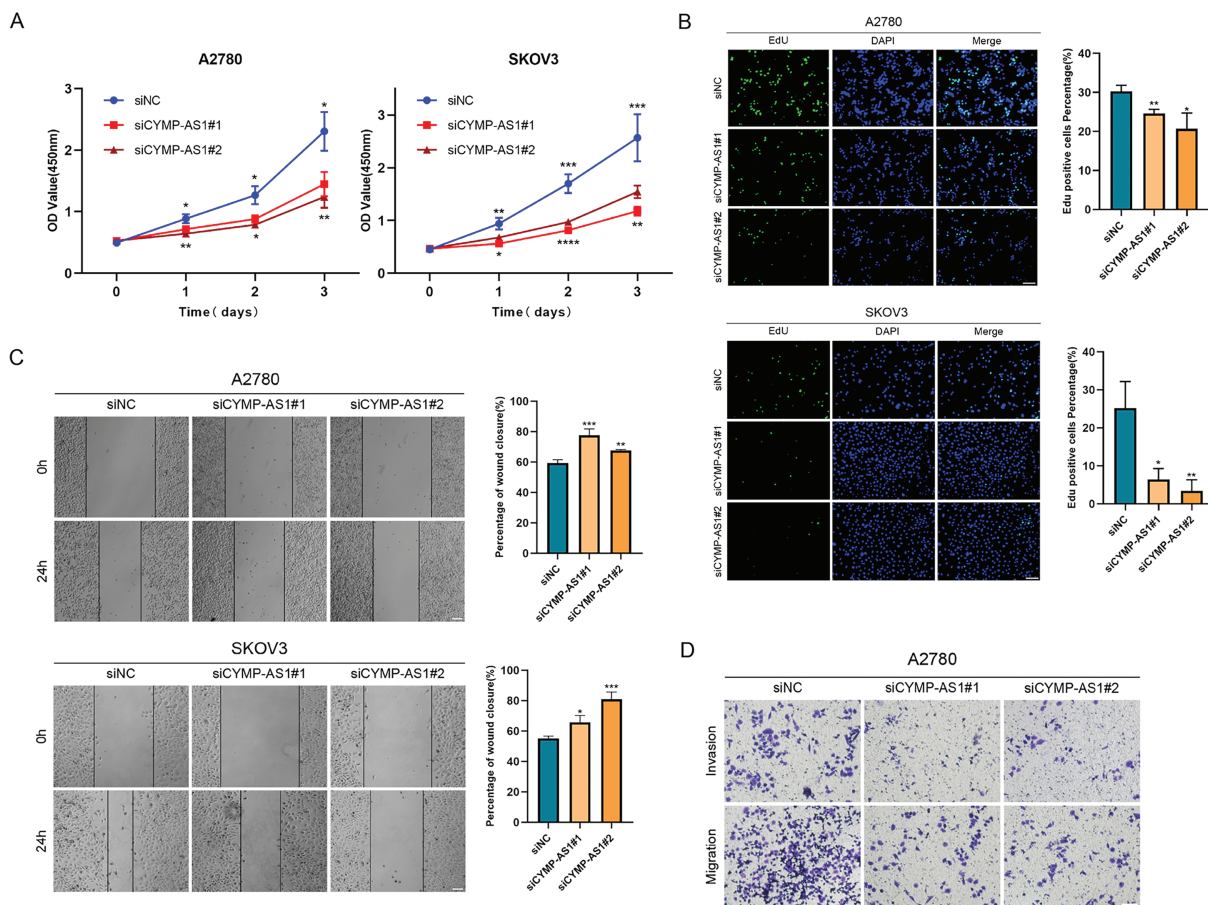 A
A2780
OD Value(450nm)
3
2
1
0
siNC
siCYMP-AS1#1
siCYMP-AS1#2
* * *
** * **
0 1 2 3
Time( days)
SKOV3
OD Value(450nm)
3
2
1
0
siNC
siCYMP-AS1#1
siCYMP-AS1#2
** *** ***
* **** **
0 1 2 3
Time( days)
B
A2780
EdU DAPI Merge
siNC
siCYMP-AS1#1
siCYMP-AS1#2
Edu positive cells Percentage(%)
40
30
20
10
0
** *
siNC
siCYMP-AS1#1
siCYMP-AS1#2
SKOV3
EdU DAPI Merge
siNC
siCYMP-AS1#1
siCYMP-AS1#2
Edu positive cells Percentage(%)
40
30
20
10
0
* **
siNC
siCYMP-AS1#1
siCYMP-AS1#2
C
A2780
siNC siCYMP-AS1#1 siCYMP-AS1#2
0h
24h
Percentage of wound closure(%)
100
80
60
40
20
0
*** **
siNC
siCYMP-AS1#1
siCYMP-AS1#2
SKOV3
siNC siCYMP-AS1#1 siCYMP-AS1#2
0h
24h
Percentage of wound closure(%)
100
80
60
40
20
0
* ***
siNC
siCYMP-AS1#1
siCYMP-AS1#2
D
A2780
siNC siCYMP-AS1#1 siCYMP-AS1#2
Invasion
Migration